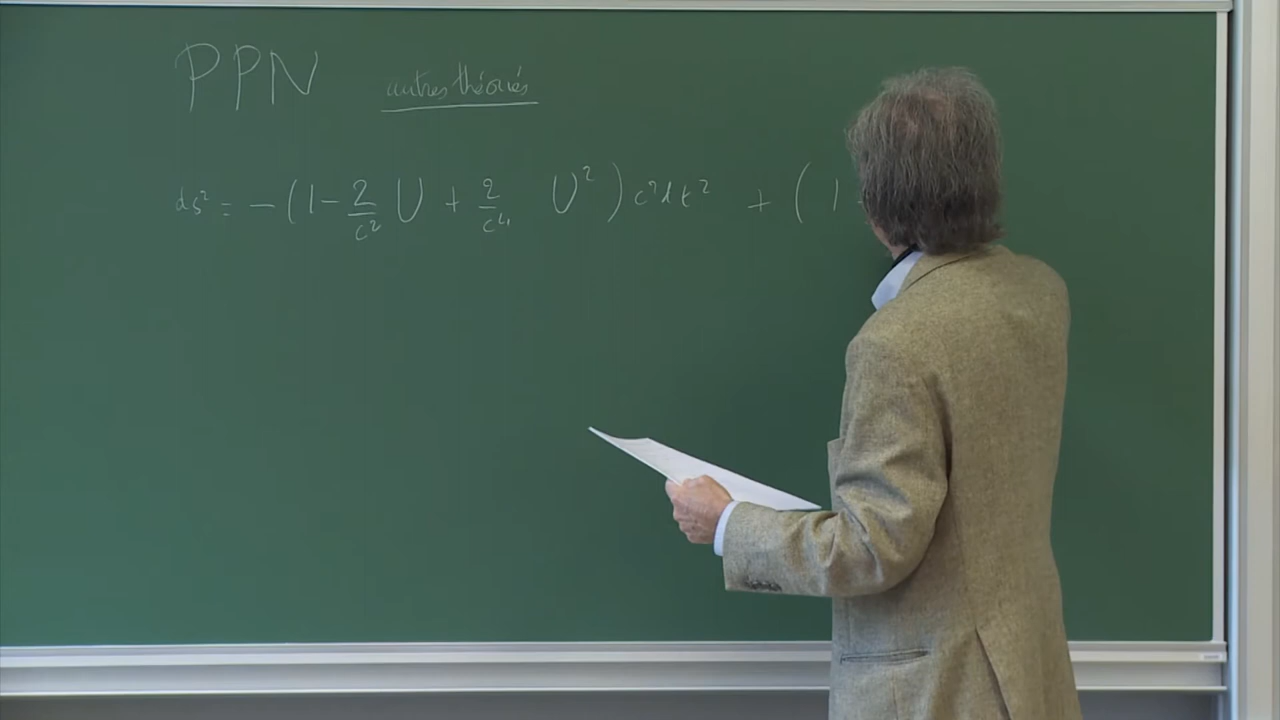 PPN autres théories
ds² = -(1 - 2/c² U + 2/c⁴ U²) c²dt² + (1